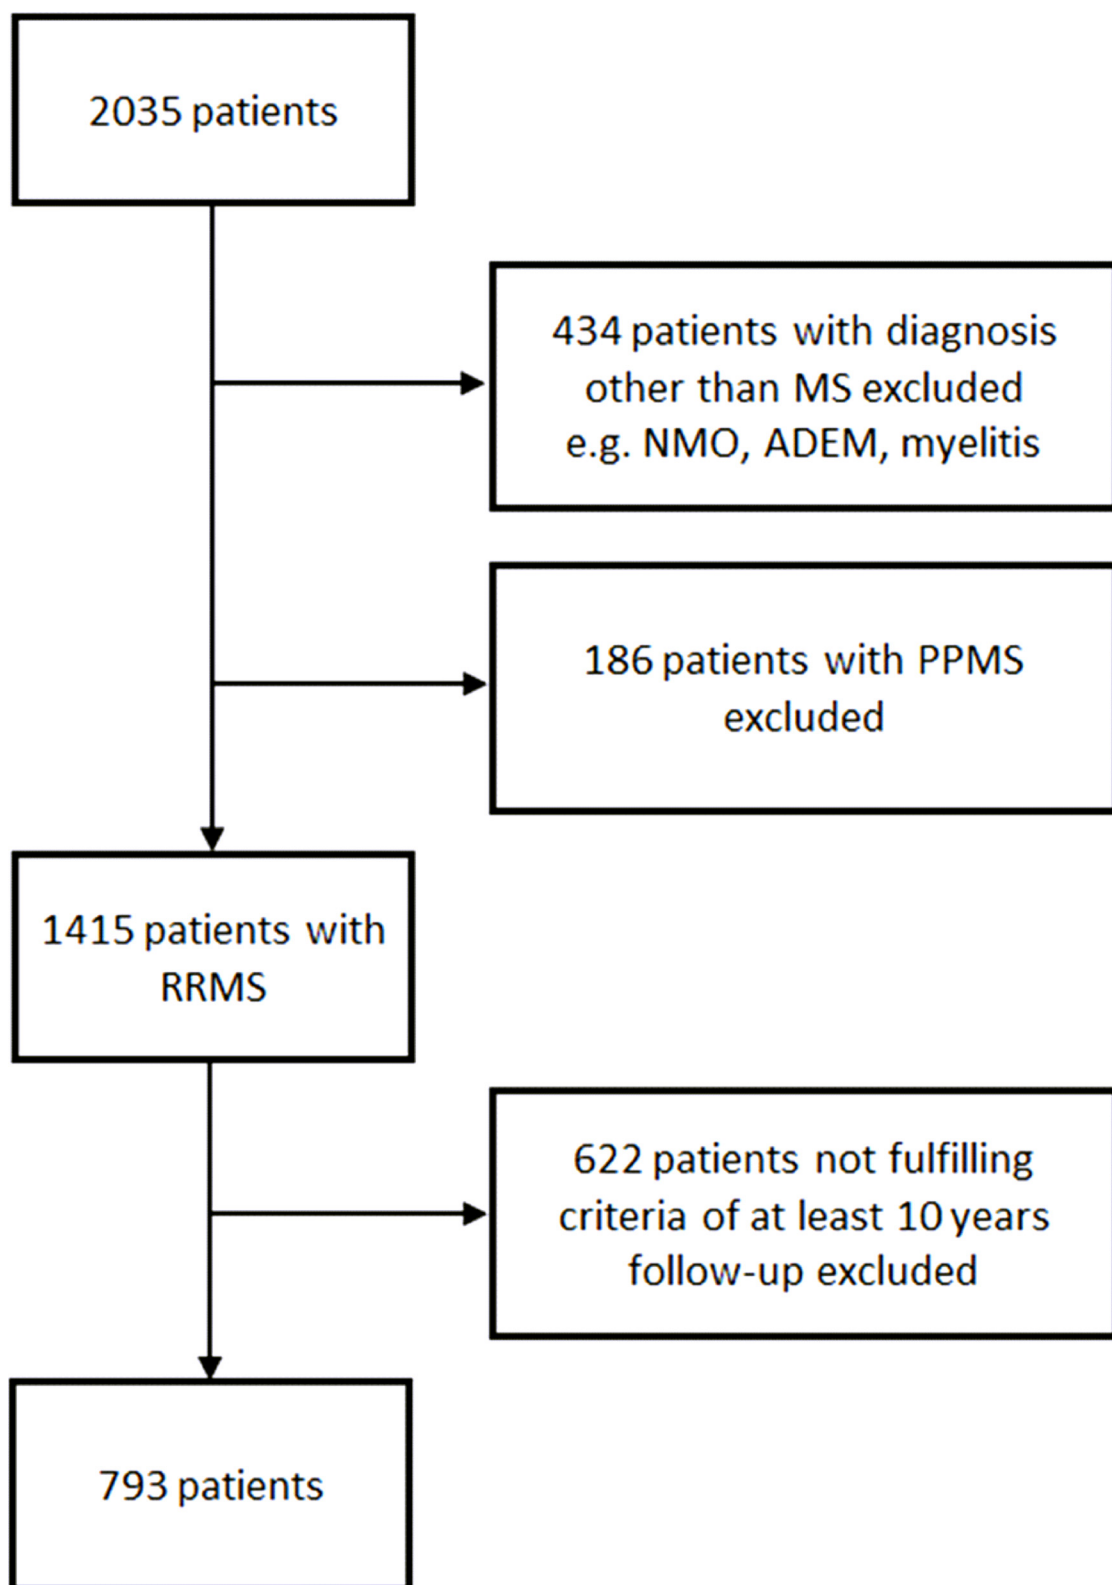 2035 patients
434 patients with diagnosis
other than MS excluded
e.g. NMO, ADEM, myelitis
186 patients with PPMS
excluded
1415 patients with
RRMS
622 patients not fulfilling
criteria of at least 10 years
follow-up excluded
793 patients